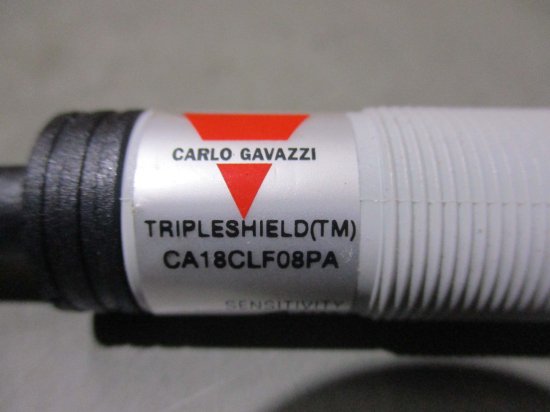 CARLO GAVAZZI
TRIPLESHIELD(TM)
CA18CLF08PA
SENSITIVITY